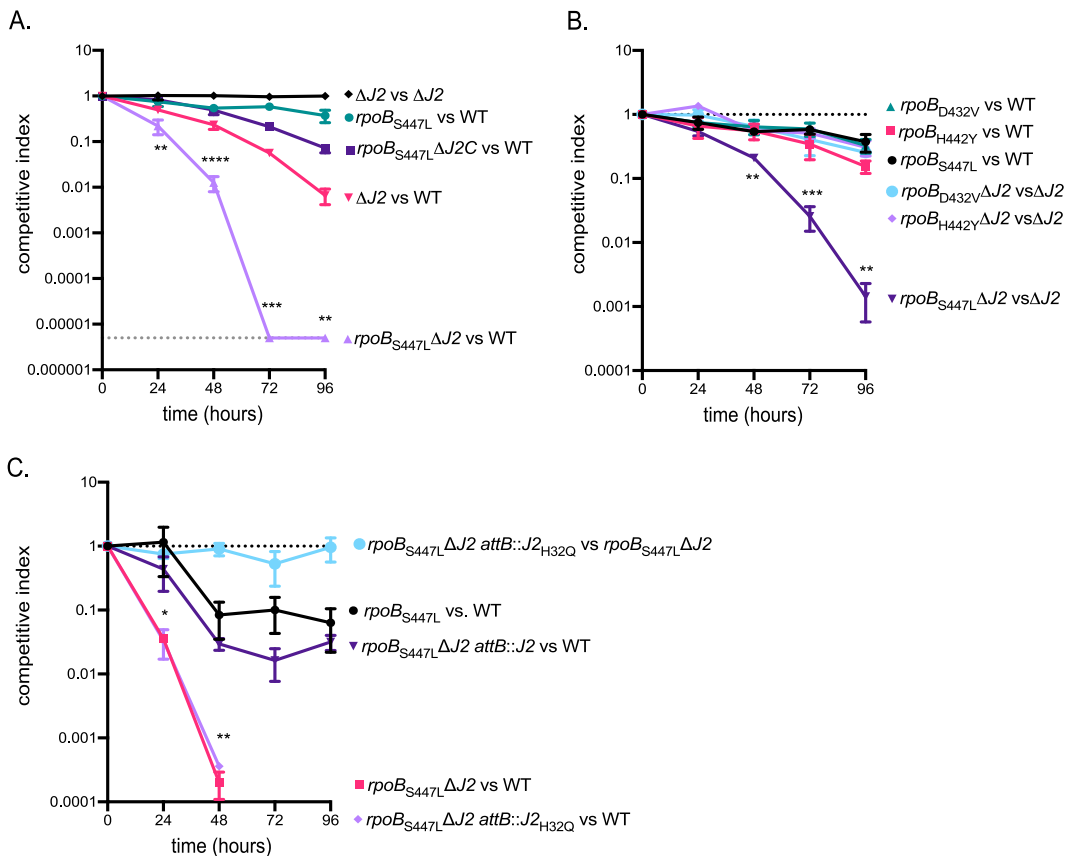 A.
10
1
0.1
0.01
0.001
0.0001
0.00001
0.000001
competitive index
0
24
48
72
96
time (hours)
**
****
***
**
ΔJ2 vs ΔJ2
rpoBS447L vs WT
rpoBS447LΔJ2C vs WT
ΔJ2 vs WT
rpoBS447LΔJ2 vs WT
B.
10
1
0.1
0.01
0.001
0.0001
competitive index
0
24
48
72
96
time (hours)
**
***
**
rpoBD432V vs WT
rpoBH442Y vs WT
rpoBS447L vs WT
rpoBD432VΔJ2 vsΔJ2
rpoBH442YΔJ2 vsΔJ2
rpoBS447LΔJ2 vsΔJ2
C.
10
1
0.1
0.01
0.001
0.0001
competitive index
0
24
48
72
96
time (hours)
*
**
rpoBS447LΔJ2 attB::J2H32Q vs rpoBS447LΔJ2
rpoBS447L vs. WT
rpoBS447LΔJ2 attB::J2 vs WT
rpoBS447LΔJ2 vs WT
rpoBS447LΔJ2 attB::J2H32Q vs WT